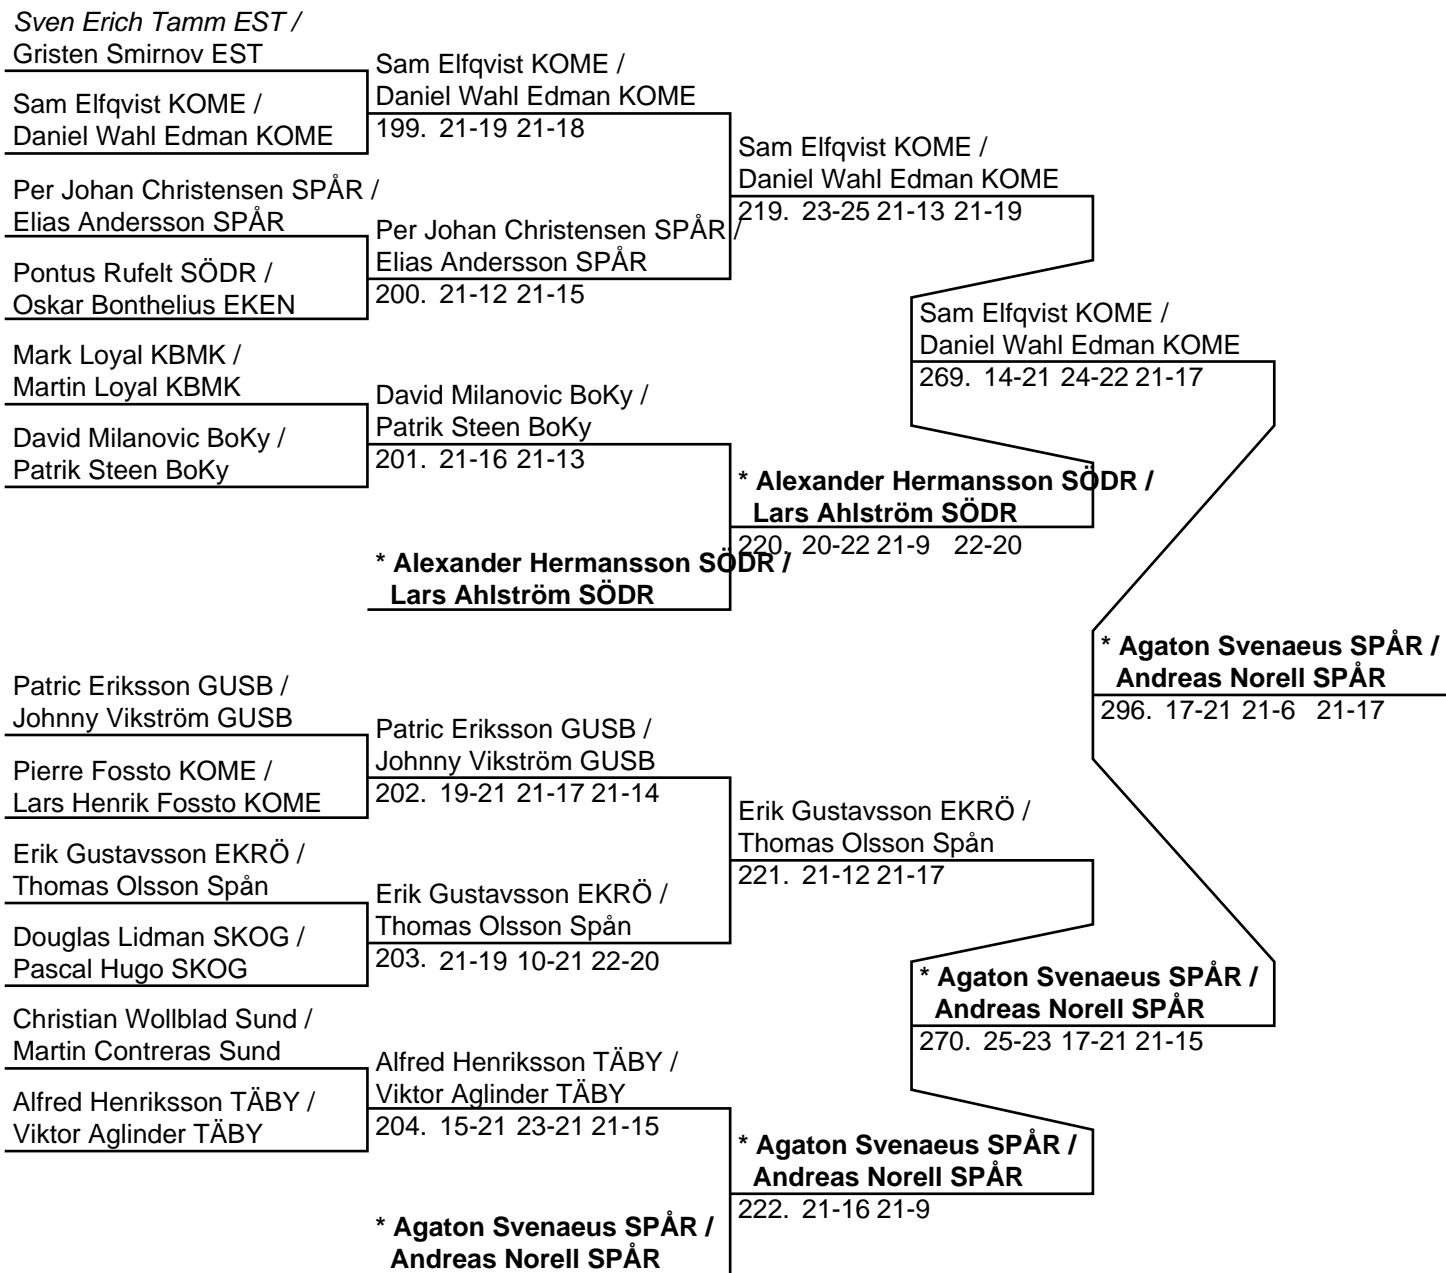 Sven Erich Tamm EST /
Gristen Smirnov EST
Sam Elfqvist KOME /
Daniel Wahl Edman KOME
Per Johan Christensen SPÅR /
Elias Andersson SPÅR
Pontus Rufelt SÖDR /
Oskar Bonthelius EKEN
Mark Loyal KBMK /
Martin Loyal KBMK
David Milanovic BoKy /
Patrik Steen BoKy
Patric Eriksson GUSB /
Johnny Vikström GUSB
Pierre Fossto KOME /
Lars Henrik Fossto KOME
Erik Gustavsson EKRÖ /
Thomas Olsson Spån
Douglas Lidman SKOG /
Pascal Hugo SKOG
Christian Wollblad Sund /
Martin Contreras Sund
Alfred Henriksson TÄBY /
Viktor Aglinder TÄBY
Sam Elfqvist KOME /
Daniel Wahl Edman KOME
199. 21-19 21-18
Per Johan Christensen SPÅR /
Elias Andersson SPÅR
200. 21-12 21-15
David Milanovic BoKy /
Patrik Steen BoKy
201. 21-16 21-13
* Alexander Hermansson SÖDR /
Lars Ahlström SÖDR
Patric Eriksson GUSB /
Johnny Vikström GUSB
202. 19-21 21-17 21-14
Erik Gustavsson EKRÖ /
Thomas Olsson Spån
203. 21-19 10-21 22-20
Alfred Henriksson TÄBY /
Viktor Aglinder TÄBY
204. 15-21 23-21 21-15
* Agaton Svenaeus SPÅR /
Andreas Norell SPÅR
Sam Elfqvist KOME /
Daniel Wahl Edman KOME
219. 23-25 21-13 21-19
* Alexander Hermansson SÖDR /
Lars Ahlström SÖDR
220. 20-22 21-9 22-20
Erik Gustavsson EKRÖ /
Thomas Olsson Spån
221. 21-12 21-17
* Agaton Svenaeus SPÅR /
Andreas Norell SPÅR
222. 21-16 21-9
Sam Elfqvist KOME /
Daniel Wahl Edman KOME
269. 14-21 24-22 21-17
* Agaton Svenaeus SPÅR /
Andreas Norell SPÅR
270. 25-23 17-21 21-15
* Agaton Svenaeus SPÅR /
Andreas Norell SPÅR
296. 17-21 21-6 21-17